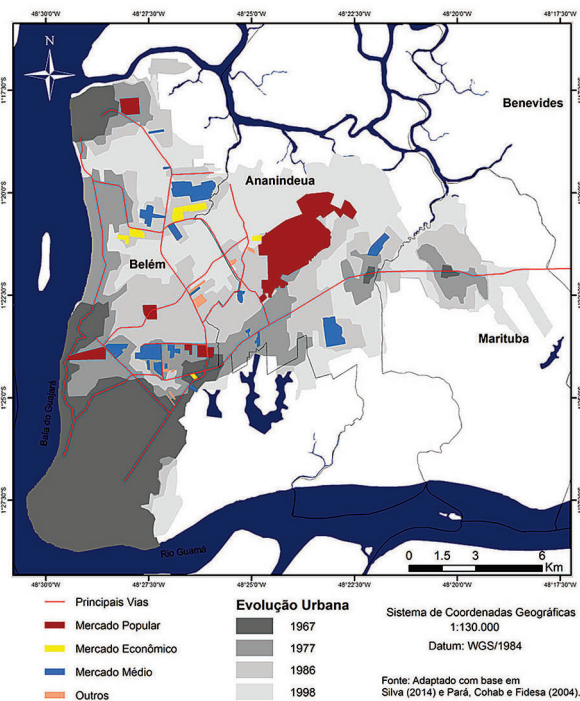 48°30'0"W 48°27'30"W 48°25'0"W 48°22'30"W 48°20'0"W 48°17'30"W
N
1°17'30"S
1°20'0"S
1°22'30"S
1°25'0"S
1°27'30"S
Benevides
Ananindeua
Belém
Marituba
Baía do Guajará
Rio Guamá
0 1.5 3 6
Km
48°30'0"W 48°27'30"W 48°25'0"W 48°22'30"W 48°20'0"W 48°17'30"W
Principais Vias
Mercado Popular
Mercado Econômico
Mercado Médio
Outros
Evolução Urbana
1967
1977
1986
1998
Sistema de Coordenadas Geográficas
1:130.000
Datum: WGS/1984
Fonte: Adaptado com base em
Silva (2014) e Pará, Cohab e Fidesa (2004).